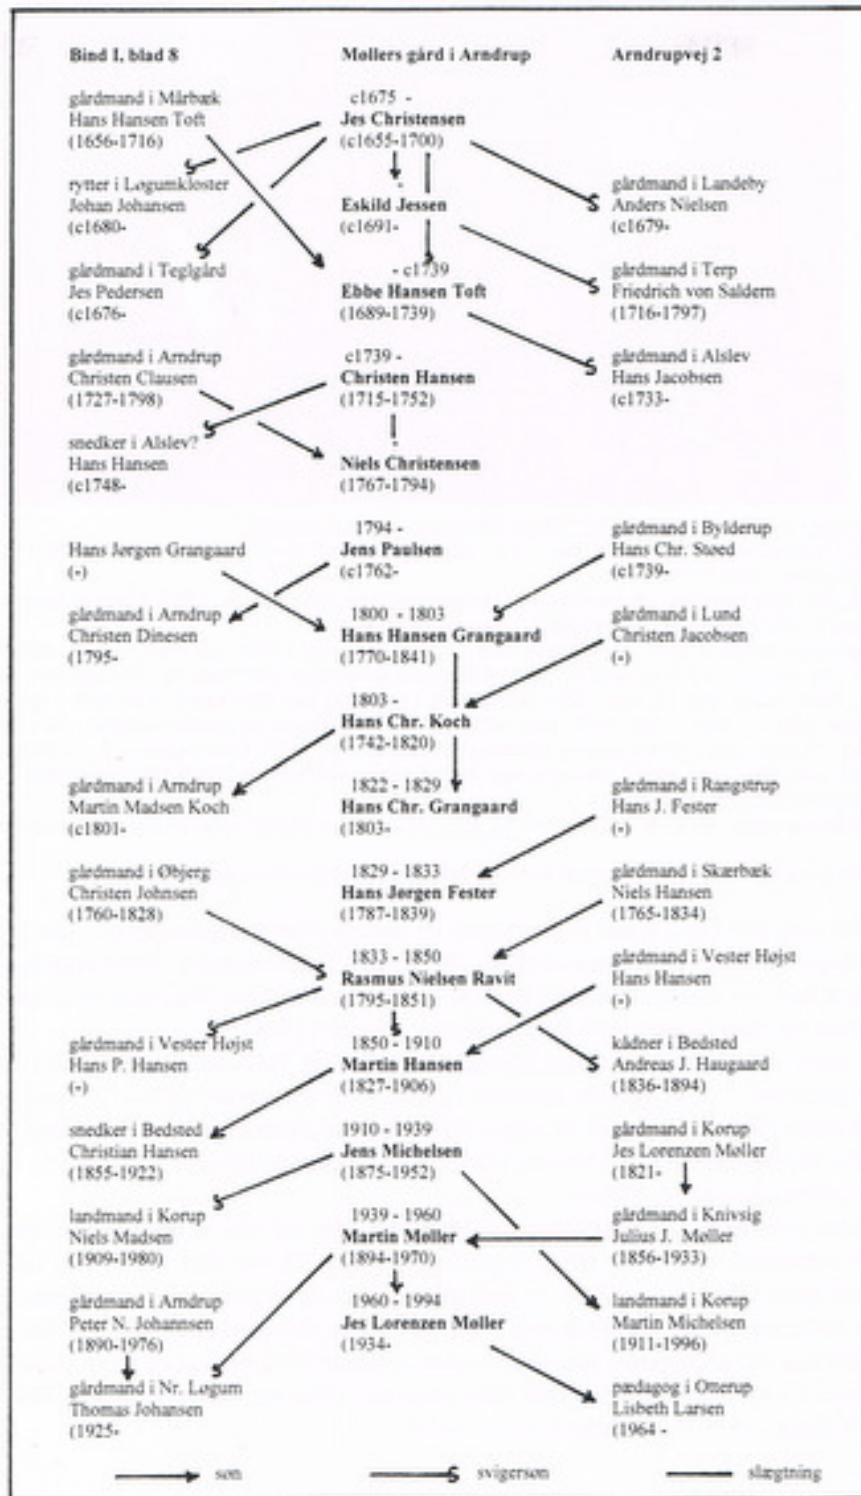 Bind I, blad 8
Møllers gård i Arndrup
Arndrupvej 2
gårdmand i Mårbæk
Hans Hansen Toft
(1656-1716)
c1675 -
Jes Christensen
(c1655-1700)
rytter i Løgumkloster
Johan Johansen
(c1680-
Eskild Jessen
(c1691-
gårdmand i Landeby
Anders Nielsen
(c1679-
gårdmand i Teglgård
Jes Pedersen
(c1676-
- c1739
Ebbe Hansen Toft
(1689-1739)
gårdmand i Terp
Friedrich von Saldern
(1716-1797)
gårdmand i Arndrup
Christen Clausen
(1727-1798)
c1739 -
Christen Hansen
(1715-1752)
gårdmand i Alslev
Hans Jacobsen
(c1733-
snedker i Alslev?
Hans Hansen
(c1748-
-
Niels Christensen
(1767-1794)
Hans Jørgen Grangaard
(-)
1794 -
Jens Paulsen
(c1762-
gårdmand i Bylderup
Hans Chr. Støed
(c1739-
gårdmand i Arndrup
Christen Dinesen
(1795-
1800 - 1803
Hans Hansen Grangaard
(1770-1841)
gårdmand i Lund
Christen Jacobsen
(-)
1803 -
Hans Chr. Koch
(1742-1820)
gårdmand i Arndrup
Martin Madsen Koch
(c1801-
1822 - 1829
Hans Chr. Grangaard
(1803-
gårdmand i Rangstrup
Hans J. Fester
(-)
gårdmand i Øbjerg
Christen Johnsen
(1760-1828)
1829 - 1833
Hans Jørgen Fester
(1787-1839)
gårdmand i Skærbæk
Niels Hansen
(1765-1834)
1833 - 1850
Rasmus Nielsen Ravit
(1795-1851)
gårdmand i Vester Højst
Hans Hansen
(-)
gårdmand i Vester Højst
Hans P. Hansen
(-)
1850 - 1910
Martin Hansen
(1827-1906)
kådner i Bedsted
Andreas J. Haugaard
(1836-1894)
snedker i Bedsted
Christian Hansen
(1855-1922)
1910 - 1939
Jens Michelsen
(1875-1952)
gårdmand i Korup
Jes Lorenzen Møller
(1821-
landmand i Korup
Niels Madsen
(1909-1980)
1939 - 1960
Martin Møller
(1894-1970)
gårdmand i Knivsig
Julius J. Møller
(1856-1933)
gårdmand i Arndrup
Peter N. Johannsen
(1890-1976)
1960 - 1994
Jes Lorenzen Møller
(1934-
landmand i Korup
Martin Michelsen
(1911-1996)
gårdmand i Nr. Løgum
Thomas Johansen
(1925-
pædagog i Otterup
Lisbeth Larsen
(1964 -
søn
svigersøn
slægtning